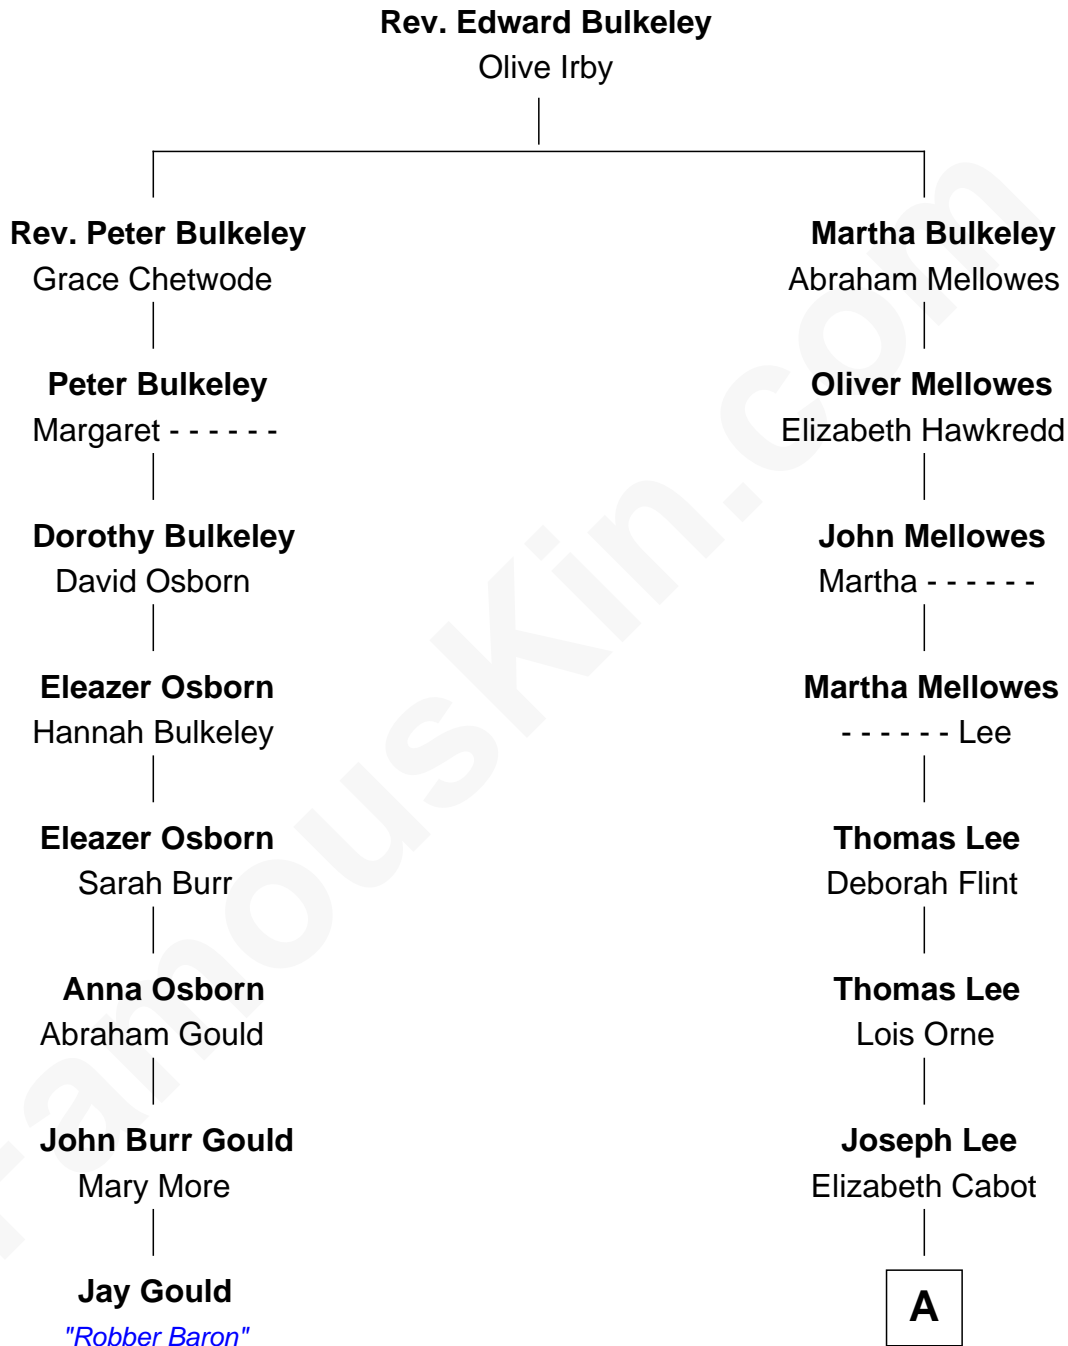 Rev. Edward Bulkeley
Olive Irby
Rev. Peter Bulkeley
Grace Chetwode
Martha Bulkeley
Abraham Mellowes
Peter Bulkeley
Margaret - - - - - -
Oliver Mellowes
Elizabeth Hawkredd
Dorothy Bulkeley
David Osborn
John Mellowes
Martha - - - - - -
Eleazer Osborn
Hannah Bulkeley
Martha Mellowes
- - - - - - Lee
Eleazer Osborn
Sarah Burr
Thomas Lee
Deborah Flint
Anna Osborn
Abraham Gould
Thomas Lee
Lois Orne
John Burr Gould
Mary More
Joseph Lee
Elizabeth Cabot
Jay Gould
"Robber Baron"
A
FamousKin.com